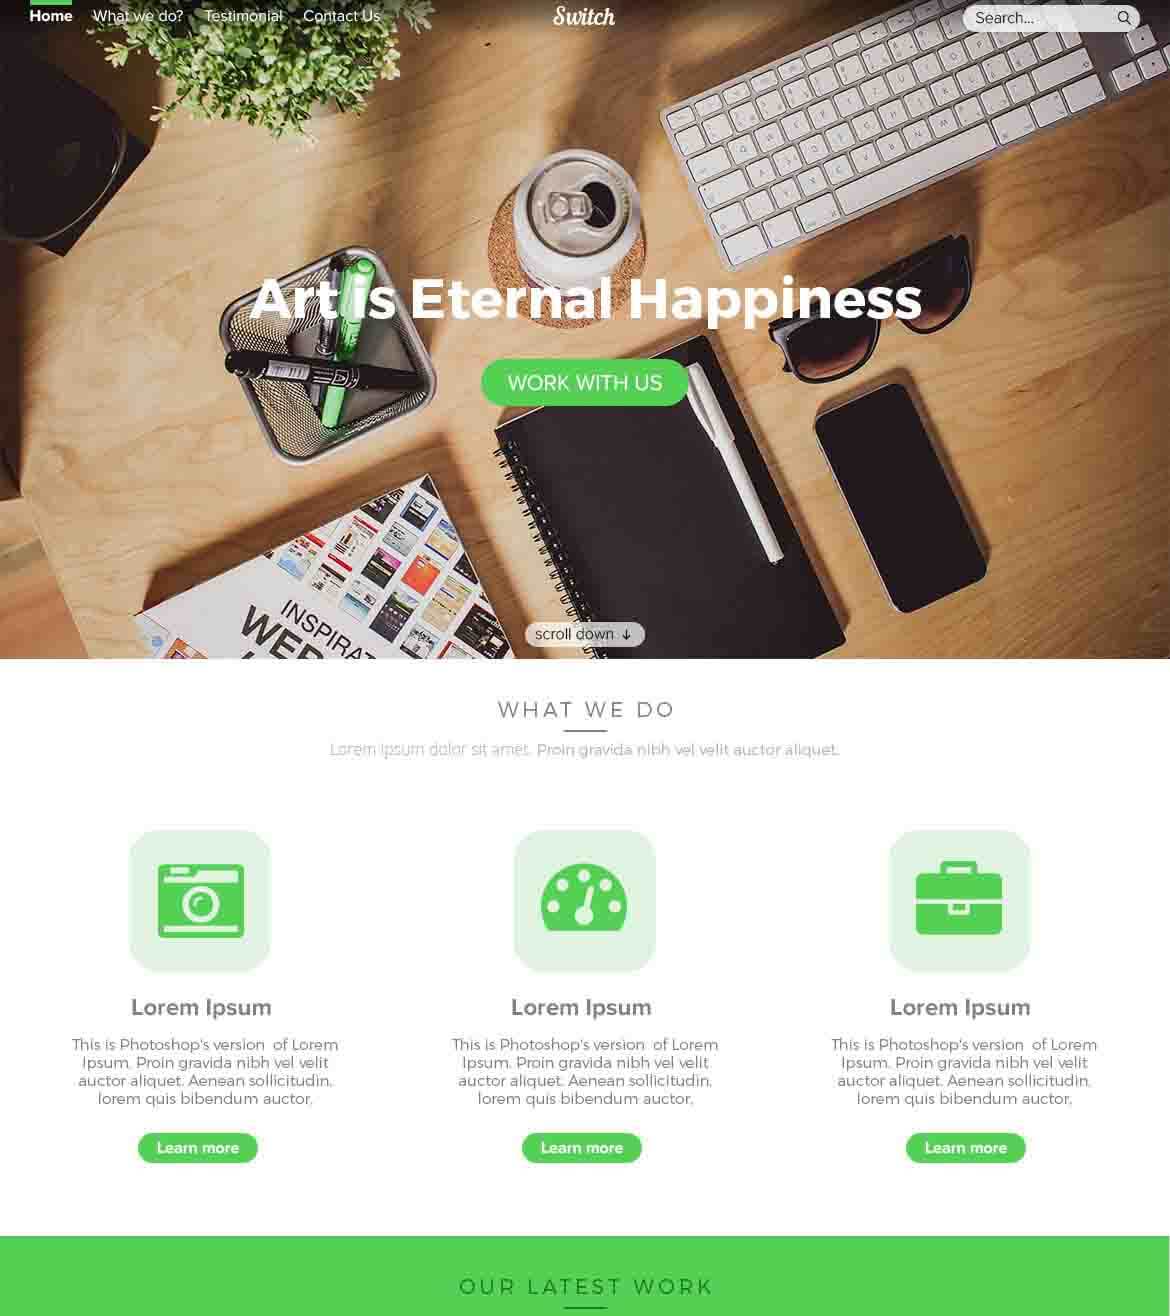 Home What we do? Testimonial Contact Us Switch Search...
Art is Eternal Happiness
WORK WITH US
INSPIRAT
WEB
scroll down ↓
WHAT WE DO
Lorem Ipsum dolor sit amet. Proin gravida nibh vel velit auctor aliquet.
Lorem Ipsum Lorem Ipsum Lorem Ipsum
This is Photoshop's version of Lorem
Ipsum. Proin gravida nibh vel velit
auctor aliquet. Aenean sollicitudin,
lorem quis bibendum auctor,
This is Photoshop's version of Lorem
Ipsum. Proin gravida nibh vel velit
auctor aliquet. Aenean sollicitudin,
lorem quis bibendum auctor,
This is Photoshop's version of Lorem
Ipsum. Proin gravida nibh vel velit
auctor aliquet. Aenean sollicitudin,
lorem quis bibendum auctor,
Learn more Learn more Learn more
OUR LATEST WORK